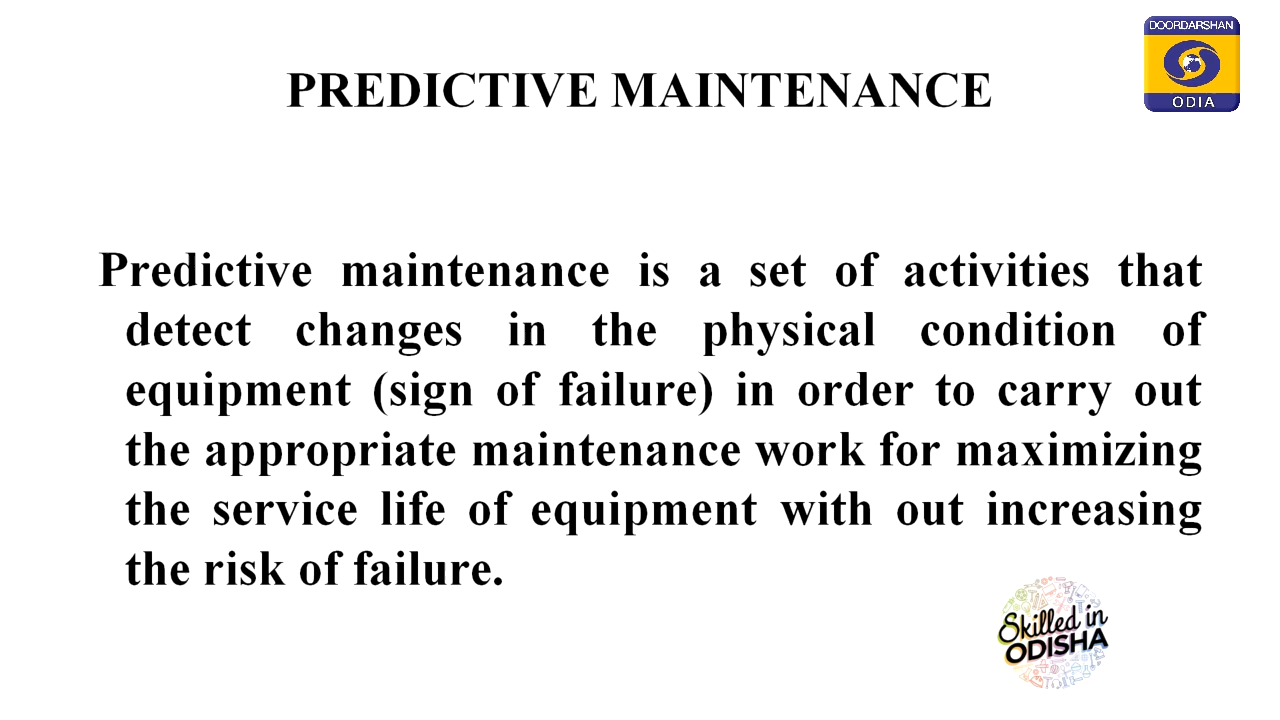 DOORDARSHAN
ODIA
PREDICTIVE MAINTENANCE
Predictive maintenance is a set of activities that
detect changes in the physical condition of
equipment (sign of failure) in order to carry out
the appropriate maintenance work for maximizing
the service life of equipment with out increasing
the risk of failure.
Skilled in
ODISHA